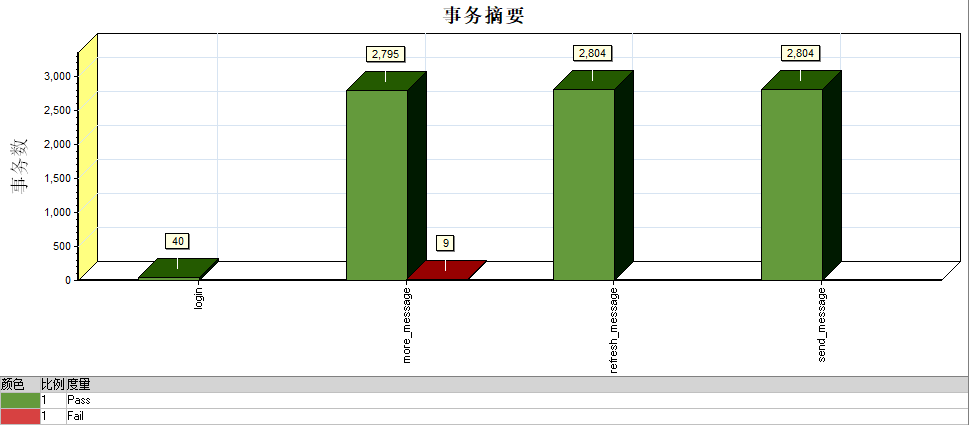 事务摘要
事务数
3,000
2,500
2,000
1,500
1,000
500
0
40
2,795
9
2,804
2,804
login
more_message
refresh_message
send_message
颜色 比例 度量
1 Pass
1 Fail